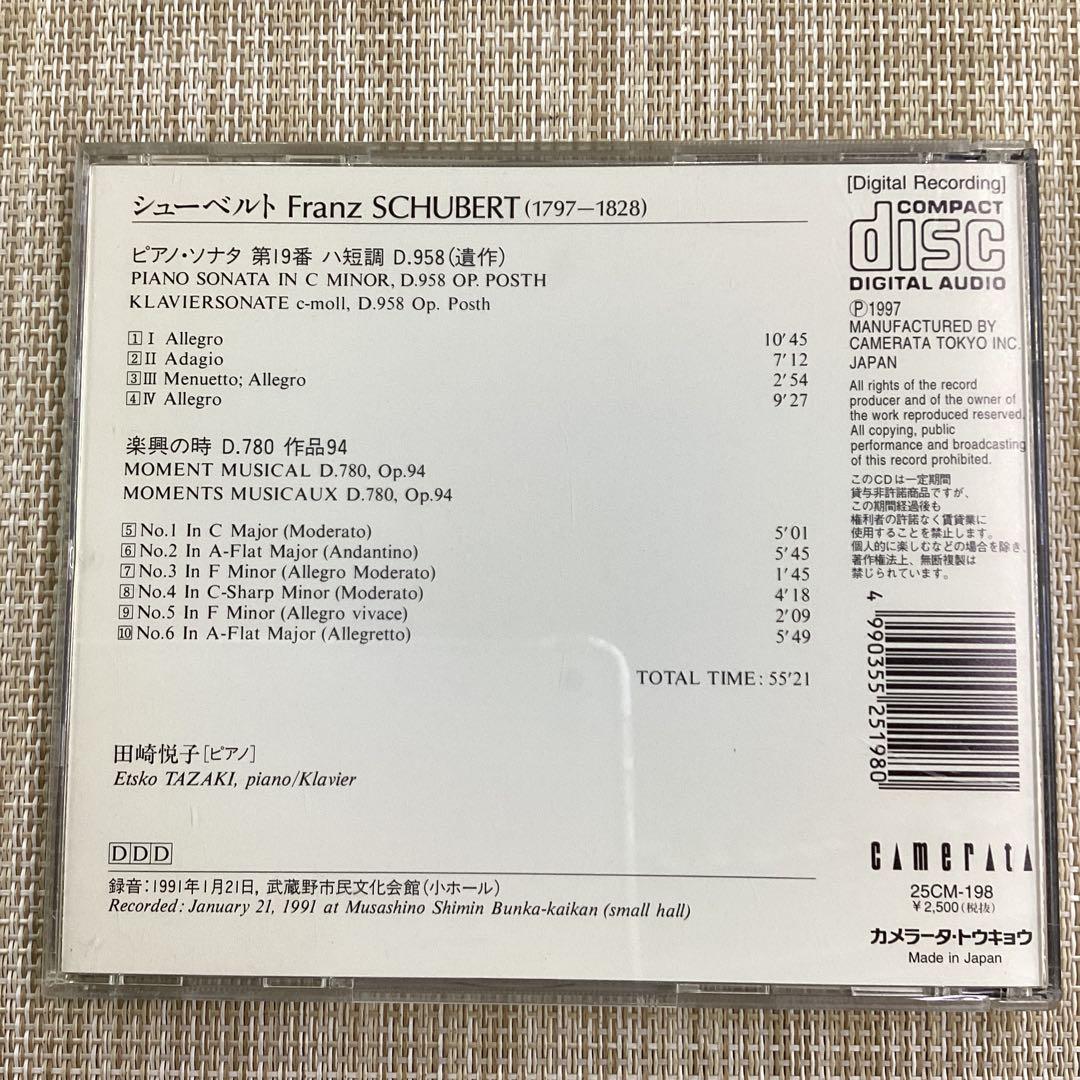 シューベルト Franz SCHUBERT (1797−1828)
ピアノ・ソナタ 第19番 ハ短調 D.958(遺作)
PIANO SONATA IN C MINOR, D.958 OP. POSTH
KLAVIERSONATE c-moll, D.958 Op. Posth
1 I Allegro 10'45
2 II Adagio 7'12
3 III Menuetto; Allegro 2'54
4 IV Allegro 9'27
楽興の時 D.780 作品94
MOMENT MUSICAL D.780, Op.94
MOMENTS MUSICAUX D.780, Op.94
5 No.1 In C Major (Moderato) 5'01
6 No.2 In A-Flat Major (Andantino) 5'45
7 No.3 In F Minor (Allegro Moderato) 1'45
8 No.4 In C-Sharp Minor (Moderato) 4'18
9 No.5 In F Minor (Allegro vivace) 2'09
10 No.6 In A-Flat Major (Allegretto) 5'49
TOTAL TIME: 55'21
田崎悦子[ピアノ]
Etsko TAZAKI, piano/Klavier
DDD
録音:1991年1月21日, 武蔵野市民文化会館(小ホール)
Recorded: January 21, 1991 at Musashino Shimin Bunka-kaikan (small hall)
[Digital Recording]
COMPACT
disc
DIGITAL AUDIO
Ⓟ1997
MANUFACTURED BY
CAMERATA TOKYO INC.
JAPAN
All rights of the record
producer and of the owner of
the work reproduced reserved.
All copying, public
performance and broadcasting
of this record prohibited.
このCDは一定期間
貸与非許諾商品ですが、
この期間経過後も
権利者の許諾なく賃貸業に
使用することを禁止します。
個人的に楽しむなどの場合を除き、
著作権法上、無断複製は
禁じられています。
4 990355 251980
camerata
25CM-198
¥2,500(税抜)
カメラータ・トウキョウ
Made in Japan